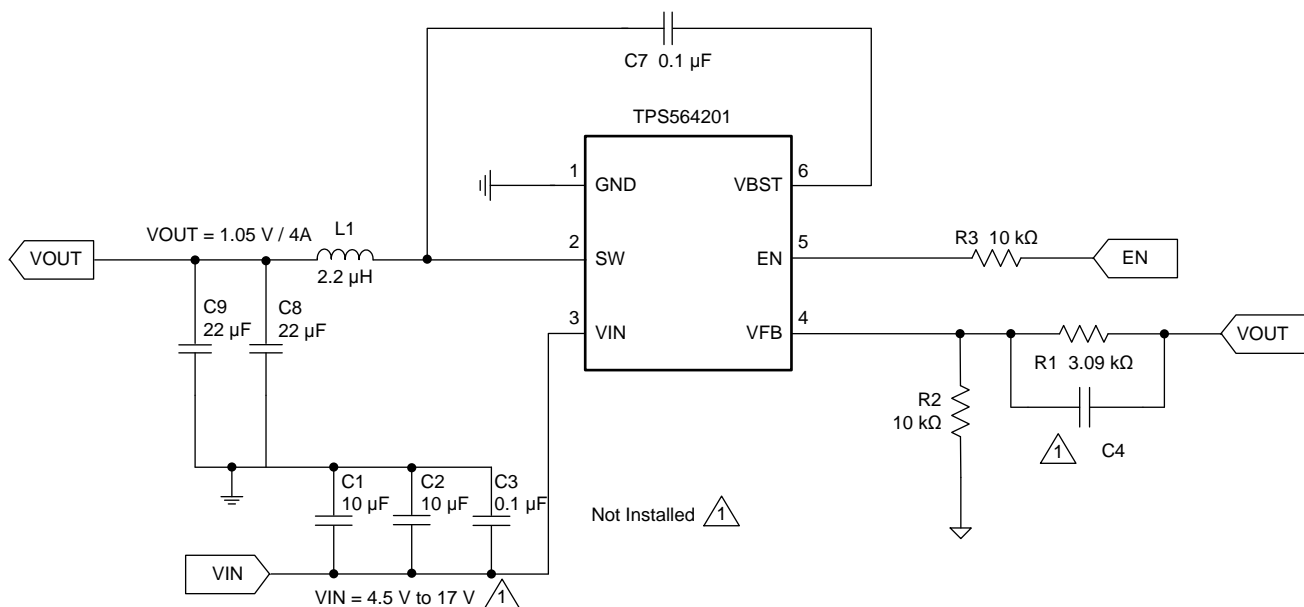 C7 0.1 µF
TPS564201
1 GND VBST 6
VOUT = 1.05 V / 4A L1
VOUT 2 SW EN 5 R3 10 kΩ EN
2.2 µH
C9 C8
22 µF 22 µF
3 VIN VFB 4 VOUT
R1 3.09 kΩ
R2
10 kΩ
1 C4
C1 C2 C3
10 µF 10 µF 0.1 µF
Not Installed 1
VIN
VIN = 4.5 V to 17 V 1